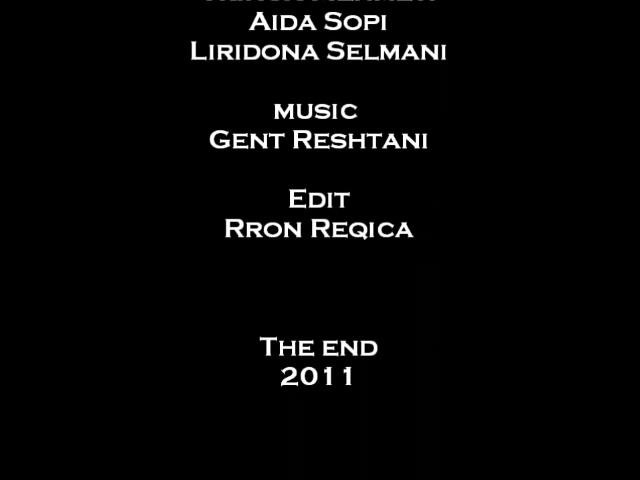 Aida Sopi
Liridona Selmani
music
Gent Reshtani
Edit
Rron Reqica
The end
2011